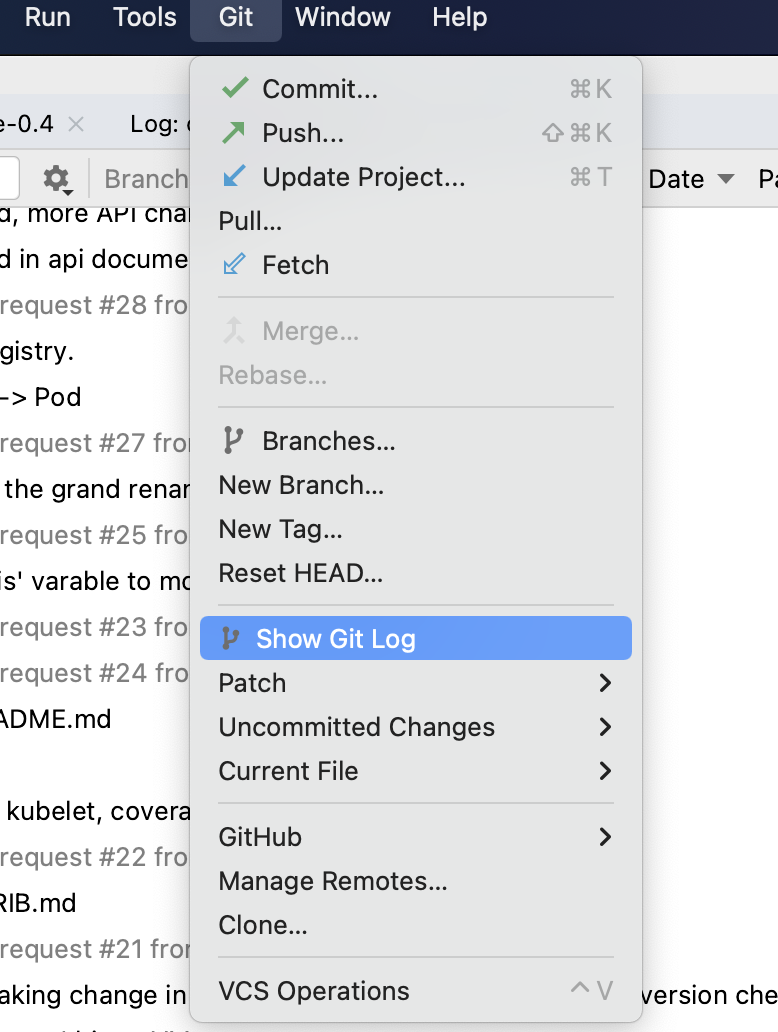 Run Tools Git Window Help
Commit... ⌘K
e-0.4 × Log:
Push... ⇧⌘K
Branch Update Project... ⌘T Date
d, more API cha
Pull...
d in api docume
Fetch
request #28 fro
gistry.
Merge...
Rebase...
-> Pod
request #27 fro
Branches...
the grand renar
New Branch...
request #25 fro
New Tag...
is' varable to mo
Reset HEAD...
request #23 fro
Show Git Log
request #24 fro
Patch
ADME.md
Uncommitted Changes
Current File
kubelet, covera
GitHub
request #22 fro
Manage Remotes...
RIB.md
Clone...
request #21 fror
aking change in VCS Operations ^V version che